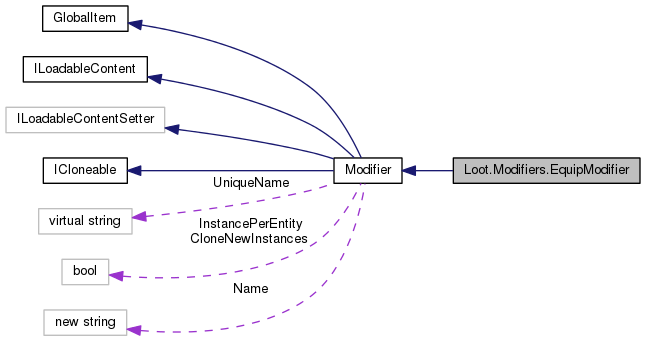 GlobalItem
ILoadableContent
ILoadableContentSetter
ICloneable
Modifier
Loot.Modifiers.EquipModifier
UniqueName
virtual string
InstancePerEntity
CloneNewInstances
bool
Name
new string